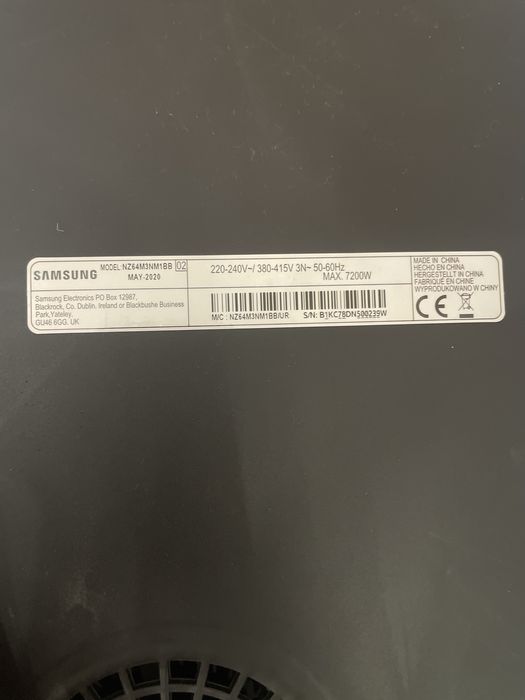 SAMSUNG
MODEL:NZ64M3NM1BB 02
MAY-2020
Samsung Electronics PO Box 12987,
Blackrock, Co. Dublin. Ireland or Blackbushe Business
Park,Yateley,
GU46 6GG. UK
220-240V~/ 380-415V 3N~ 50-60Hz
MAX. 7200W
M/C : NZ64M3NM1BB/UR S/N: B1KC78DN500239W
MADE IN CHINA
HECHO EN CHINA
HERGESTELLT IN CHINA
FABRIQUÉ EN CHINE
WYPRODUKOWANO W CHINY
CE